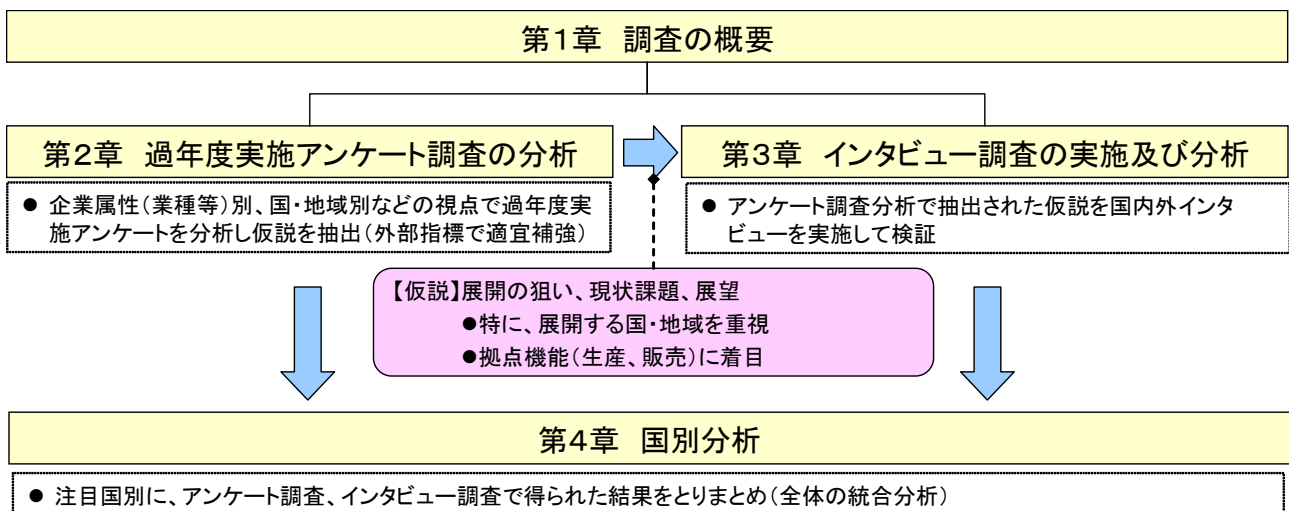 第1章 調査の概要
第2章 過年度実施アンケート調査の分析
● 企業属性(業種等)別、国・地域別などの視点で過年度実
施アンケートを分析し仮説を抽出(外部指標で適宜補強)
第3章 インタビュー調査の実施及び分析
● アンケート調査分析で抽出された仮説を国内外インタ
ビューを実施して検証
【仮説】展開の狙い、現状課題、展望
●特に、展開する国・地域を重視
●拠点機能(生産、販売)に着目
第4章 国別分析
● 注目国別に、アンケート調査、インタビュー調査で得られた結果をとりまとめ(全体の統合分析)